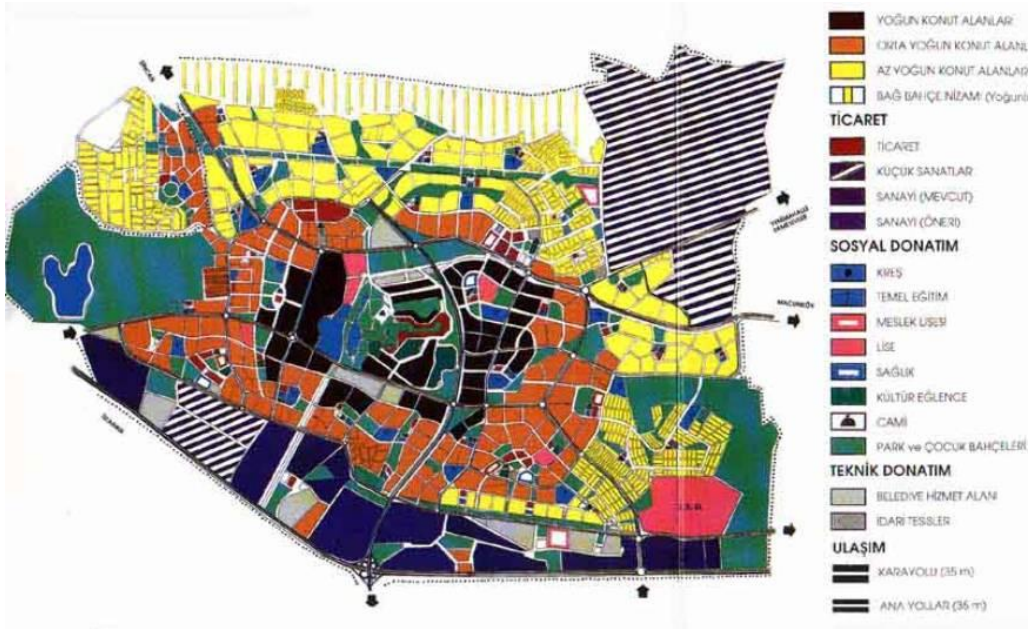 YOĞUN KONUT ALANLAR
ORTA YOĞUN KONUT ALANL
AZ YOĞUN KONUT ALANLAR
BAĞ BAHÇE NİZAMI (Yoğunl
TİCARET
TİCARET
KÜÇÜK SANATLAR
SANAYİ (MEVCUT)
SANAYİ (ÖNERİ)
SOSYAL DONATIM
KREŞ
TEMEL EĞİTİM
MESLEK LİSESİ
LİSE
SAĞLIK
KÜLTÜR EĞLENCE
CAMİ
PARK ve ÇOCUK BAHÇELERİ
TEKNİK DONATIM
BELEDİYE HİZMET ALANI
İDARİ TESİSLER
ULAŞIM
KARAYOLU (35 m)
ANA YOLLAR (35 m)
MACUNKÖY